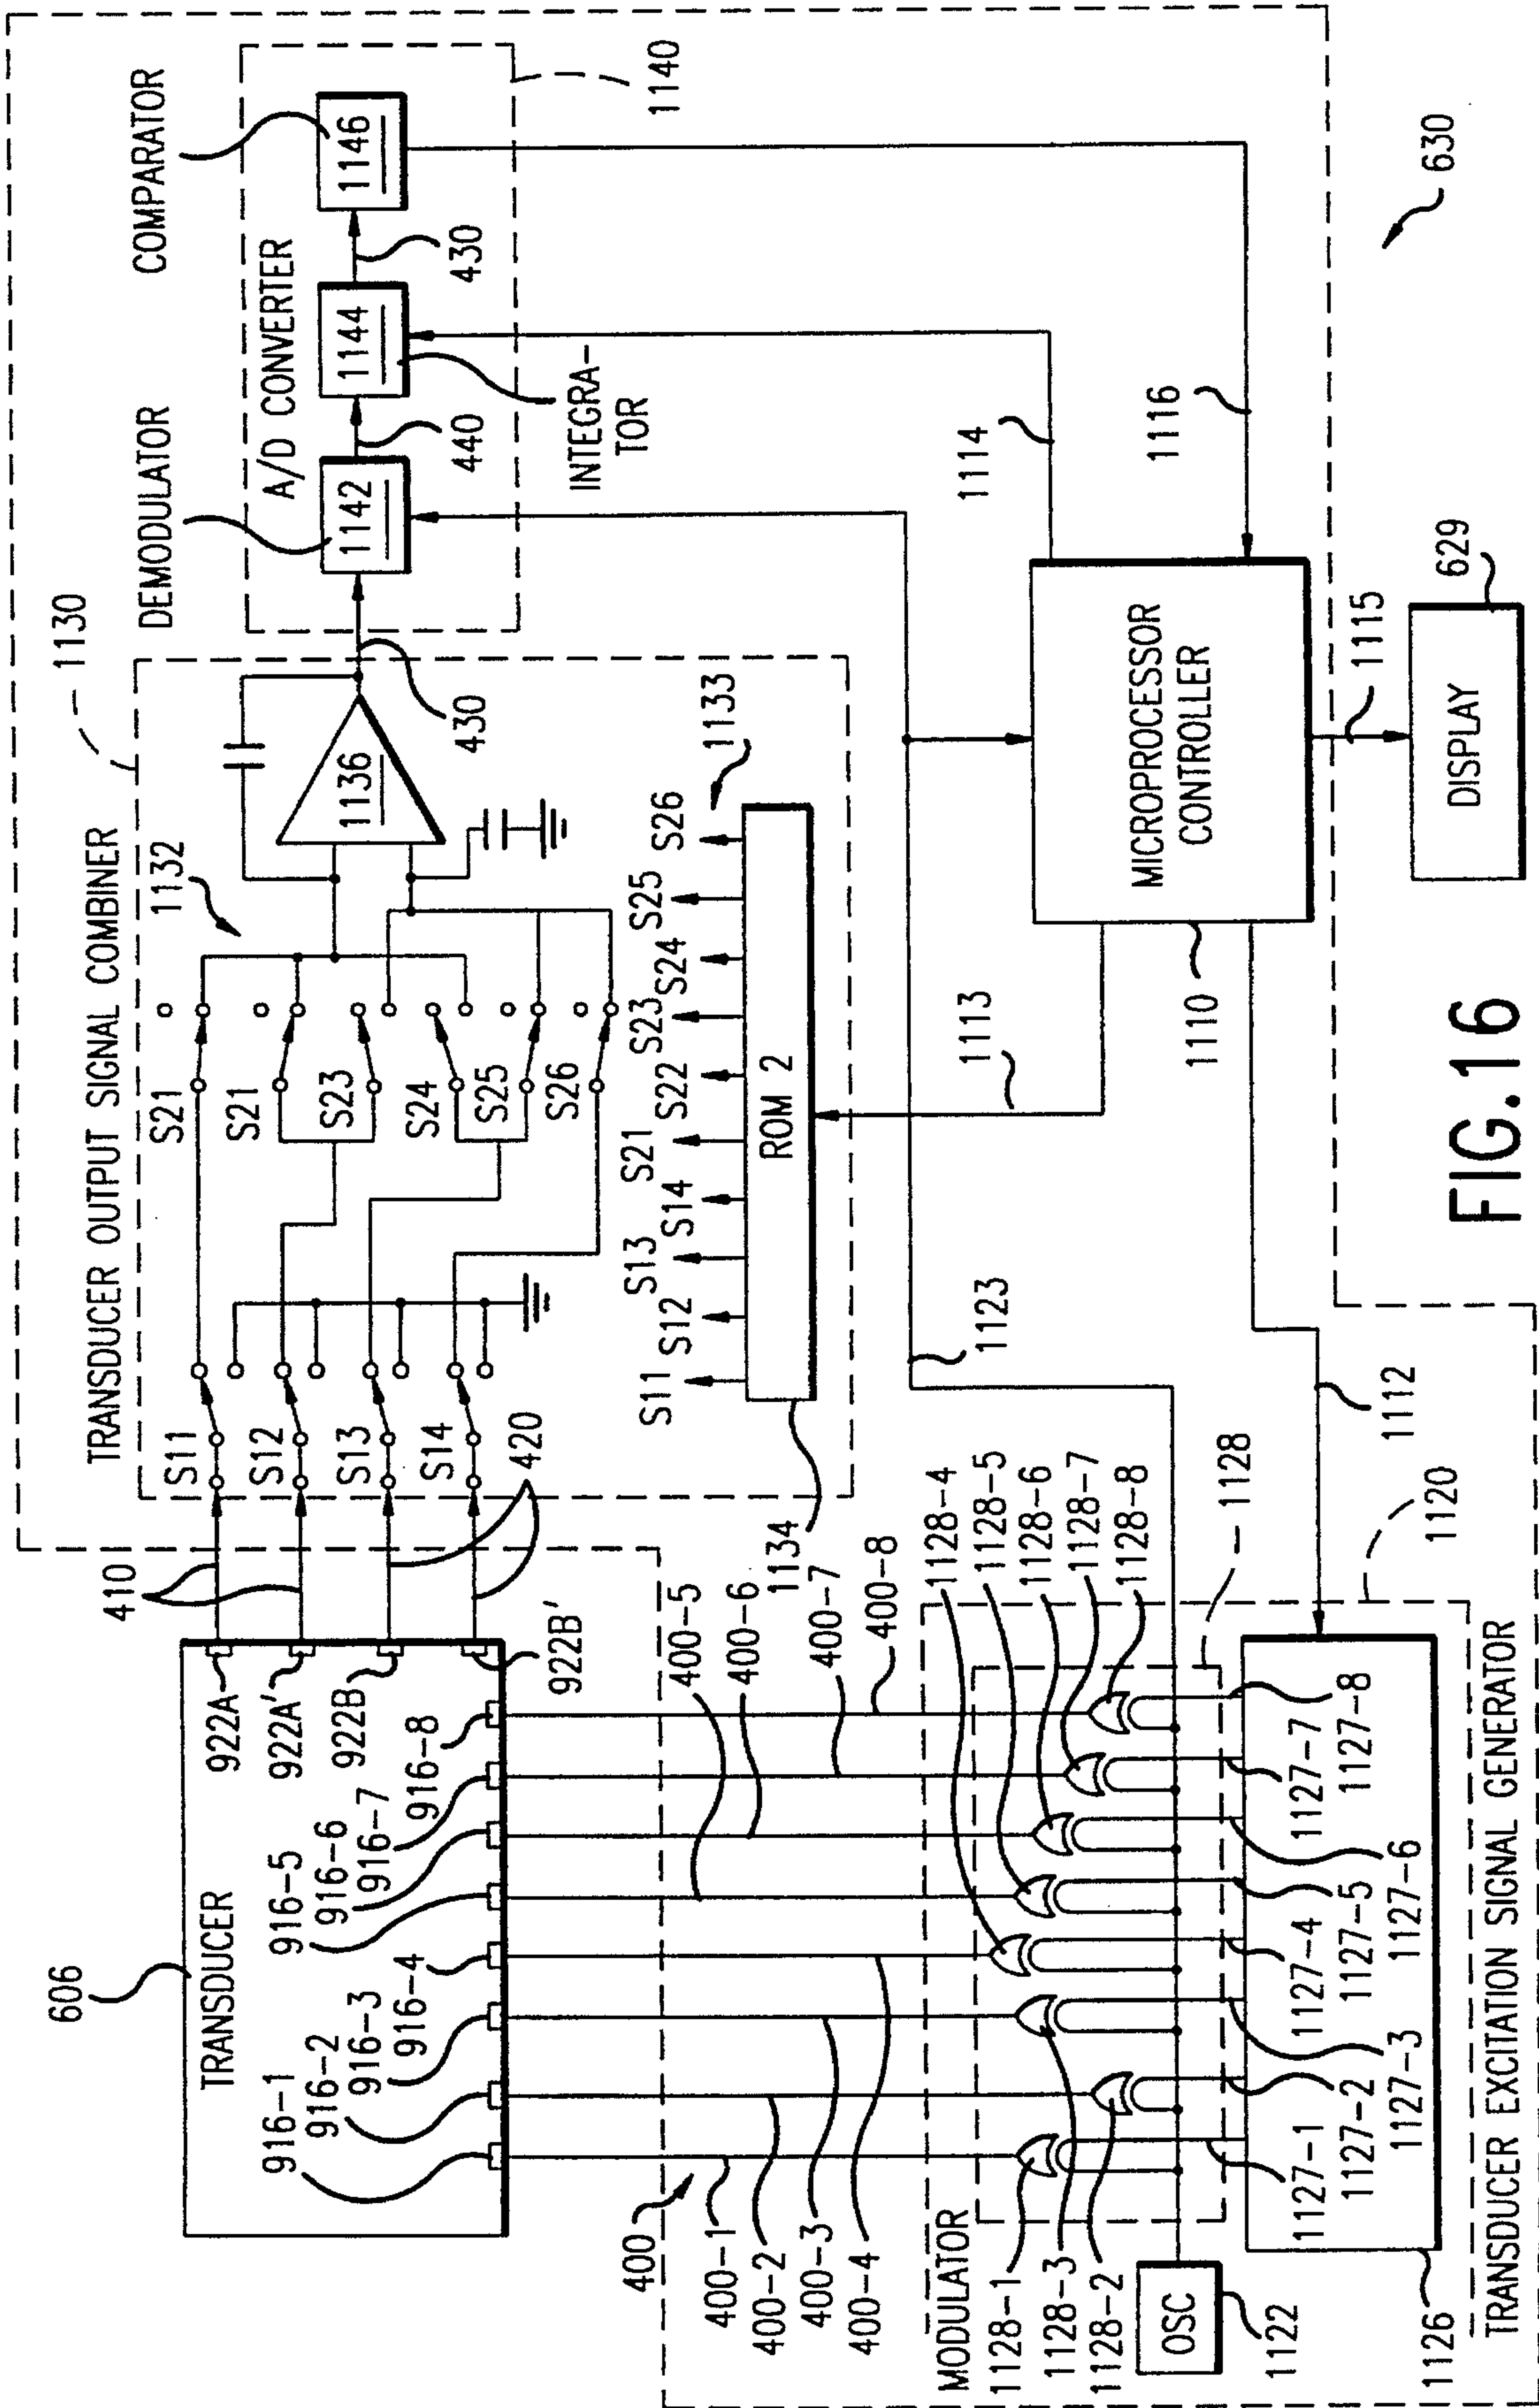 606
TRANSDUCER
916-1
916-2
916-3
916-4
916-5
916-6
916-7
916-8
922A
922A'
922B
922B'
410
420
400
400-1
400-2
400-3
400-4
400-5
400-6
400-7
400-8
TRANSDUCER OUTPUT SIGNAL COMBINER
1130
1132
S11
S12
S13
S14
S21
S21
S23
S24
S25
S26
1136
430
1133
S11
S12
S13
S14
S21
S22
S23
S24
S25
S26
ROM 2
1134
DEMODULATOR
COMPARATOR
A/D CONVERTER
1142
440
1144
430
1146
INTEGRA-
TOR
1140
MODULATOR
1128-1
1128-3
1128-2
1128-4
1128-5
1128-6
1128-7
1128-8
1128
1120
OSC
1122
1123
1127-1
1127-2
1127-3
1127-4
1127-5
1127-6
1127-7
1127-8
1126
TRANSDUCER EXCITATION SIGNAL GENERATOR
1112
1113
1110
1114
1116
MICROPROCESSOR
CONTROLLER
1115
629
DISPLAY
630
FIG.16